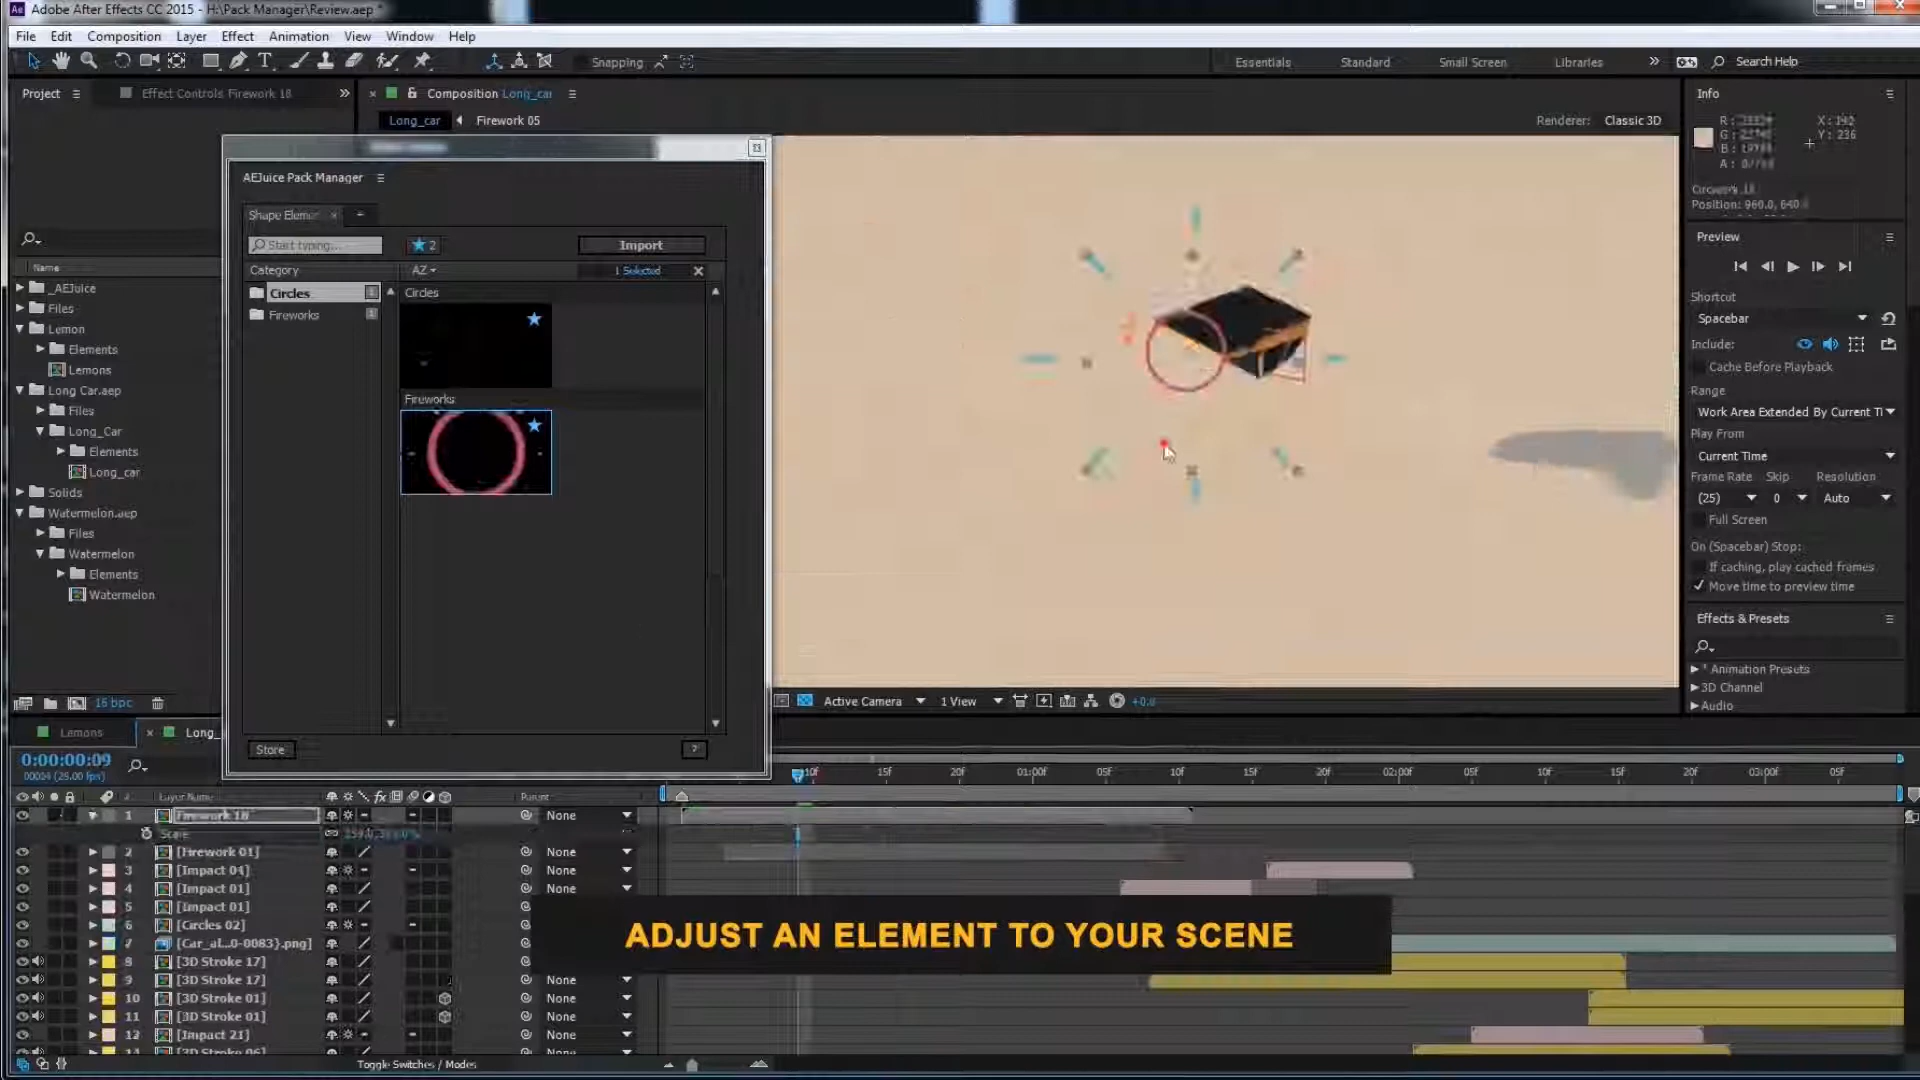 Adobe After Effects CC 2015 - H:\Pack Manager\Review.aep *
File Edit Composition Layer Effect Animation View Window Help
Snapping
Essentials Standard Small Screen Libraries Search Help
Project Effect Controls Firework 18
Composition Long_car
Long_car Firework 05
Renderer: Classic 3D
Info
R:
G:
B:
A:
X:
Y: 236
Position: 960.0, 640
AEJuice Pack Manager
Shape Elemen
Start typing... 2 Import
Category AZ 1 Selected
Circles 1
Fireworks 1
Circles
Fireworks
Store ?
Name
_AEJuice
Files
Lemon
Elements
Lemons
Long Car.aep
Files
Long_Car
Elements
Long_car
Solids
Watermelon.aep
Files
Watermelon
Elements
Watermelon
16 bpc
Active Camera 1 View +0.0
Preview
Shortcut
Spacebar
Include:
Cache Before Playback
Range
Work Area Extended By Current Ti
Play From
Current Time
Frame Rate Skip Resolution
(25) 0 Auto
Full Screen
On (Spacebar) Stop:
If caching, play cached frames
Move time to preview time
Effects & Presets
* Animation Presets
3D Channel
Audio
Lemons Long_
0:00:00:09
(25.00 fps)
10f 15f 20f 01:00f 05f 10f 15f 20f 02:00f 05f 10f 15f 20f 03:00f 05f
# Layer Name Parent
1 Firework 18 None
Scale
2 [Firework 01] None
3 [Impact 04] None
4 [Impact 01] None
5 [Impact 01]
6 [Circles 02]
7 [Car_al...0-0083}.png]
8 [3D Stroke 17]
9 [3D Stroke 17] None
10 [3D Stroke 01] None
11 [3D Stroke 01] None
12 [Impact 21] None
Toggle Switches / Modes
ADJUST AN ELEMENT TO YOUR SCENE